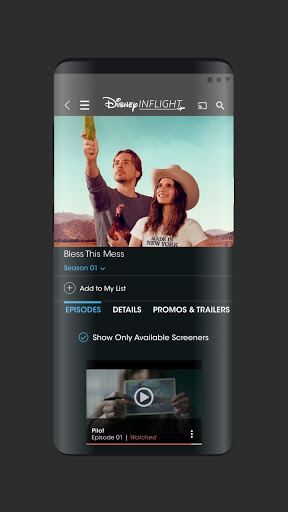 Disney INFLIGHT
MADE IN
NEW YORK
Bless This Mess
Season 01
Add to My List
EPISODES
DETAILS
PROMOS & TRAILERS
Show Only Available Screeners
Pilot
Episode 01 | Watched